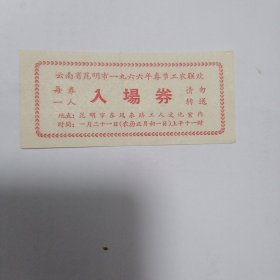 云南省昆明市一九六六年春节工农联欢
每券一人 入場券 请勿转送
地点：昆明市春风东路工人文化宫内
时间：一月二十一日(农历正月初一日)上午十一时